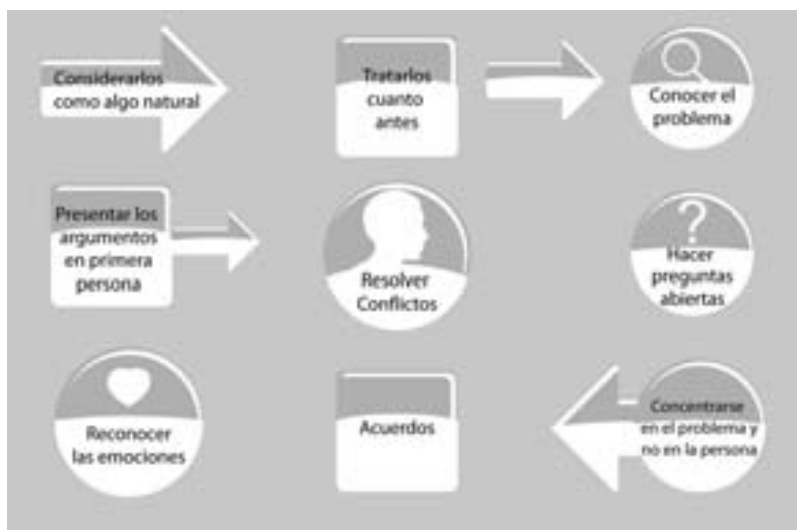 Considerarlos
como algo natural
Tratarlos
cuanto
antes
Conocer el
problema
Presentar los
argumentos
en primera
persona
Resolver
Conflictos
?
Hacer
preguntas
abiertas
Reconocer
las emociones
Acuerdos
Concentrarse
en el problema y
no en la persona